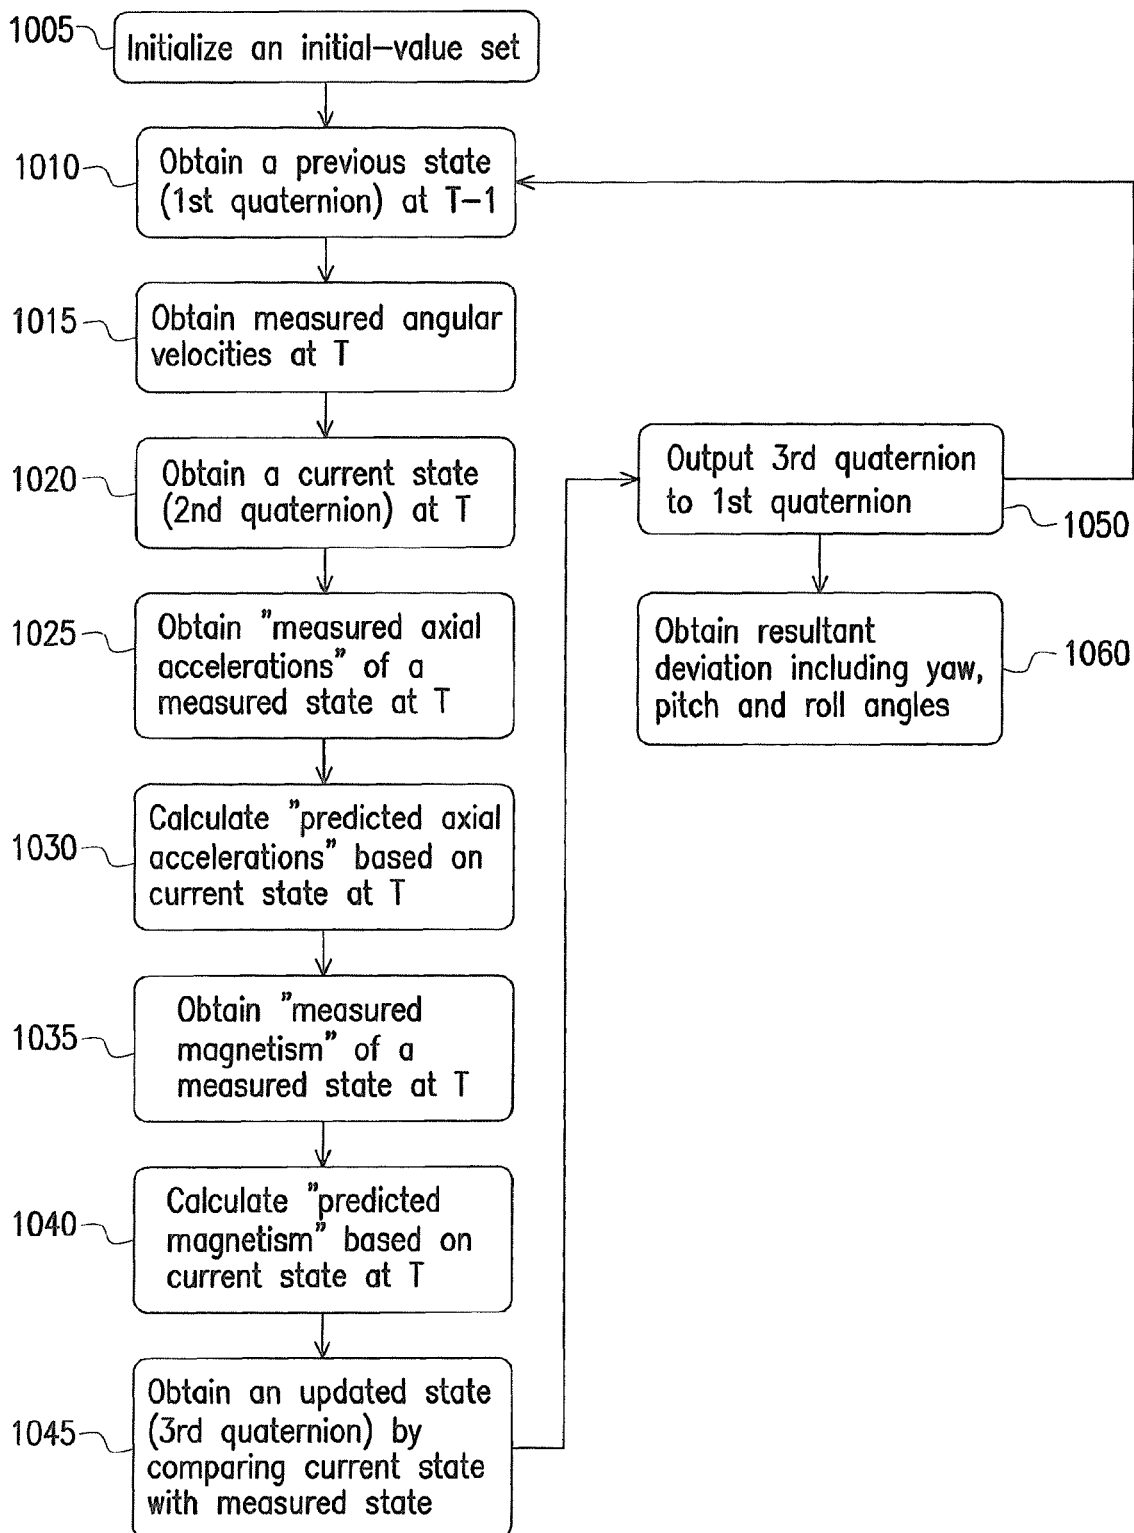 1005
Initialize an initial-value set
1010
Obtain a previous state
(1st quaternion) at T-1
1015
Obtain measured angular
velocities at T
1020
Obtain a current state
(2nd quaternion) at T
1025
Obtain "measured axial
accelerations" of a
measured state at T
1030
Calculate "predicted axial
accelerations" based on
current state at T
1035
Obtain "measured
magnetism" of a
measured state at T
1040
Calculate "predicted
magnetism" based on
current state at T
1045
Obtain an updated state
(3rd quaternion) by
comparing current state
with measured state
Output 3rd quaternion
to 1st quaternion
1050
Obtain resultant
deviation including yaw,
pitch and roll angles
1060